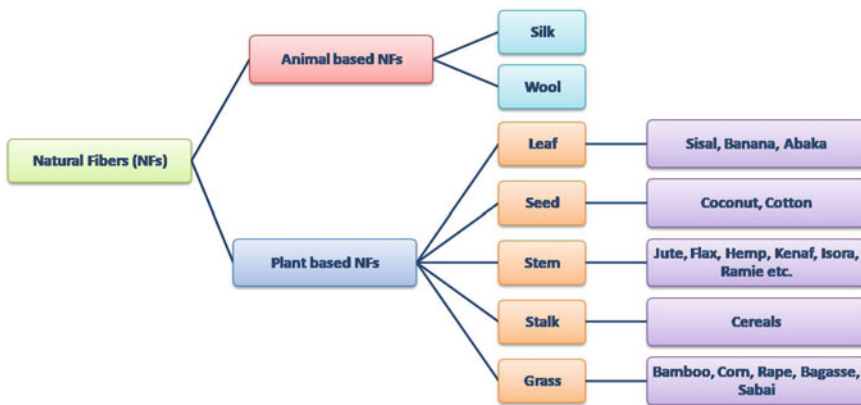 Silk
Animal based NFs
Wool
Natural Fibers (NFs)
Leaf
Sisal, Banana, Abaka
Seed
Coconut, Cotton
Plant based NFs
Stem
Jute, Flax, Hemp, Kenaf, Isora,
Ramie etc.
Stalk
Cereals
Grass
Bamboo, Corn, Rape, Bagasse,
Sabai